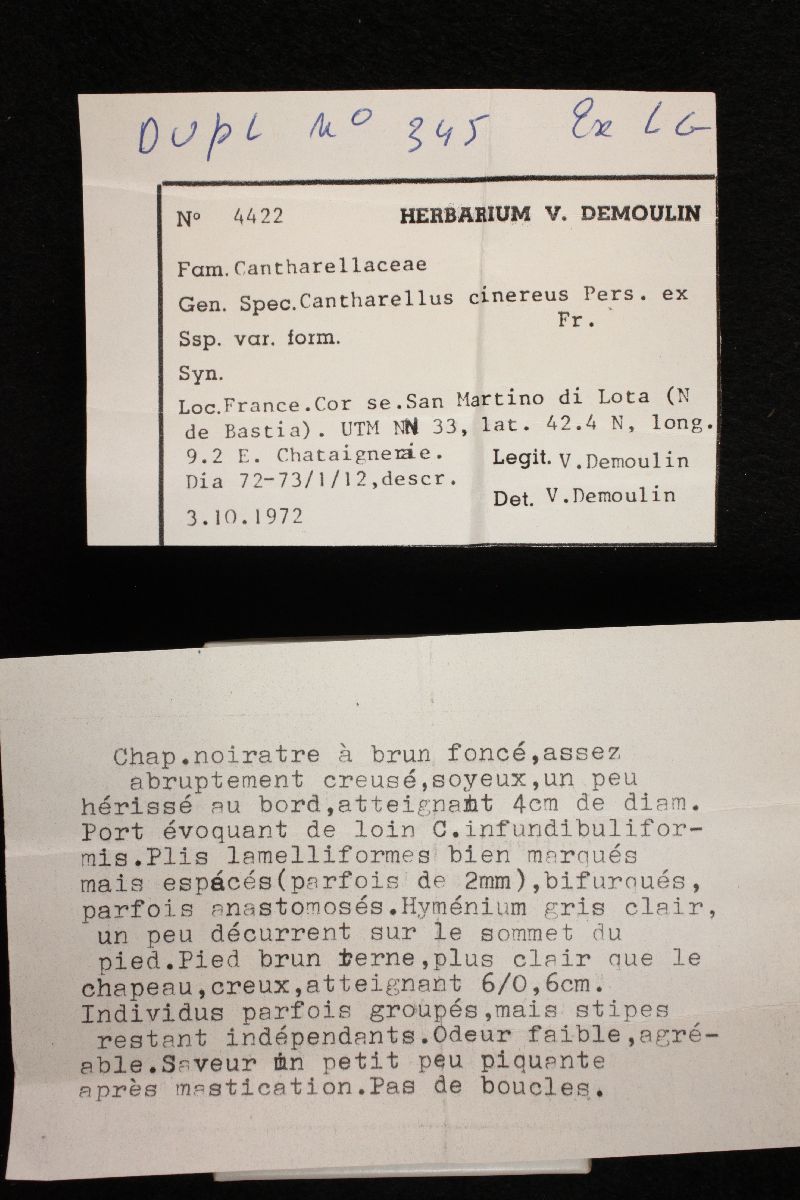 DUPL No 345 Ex LG
No 4422 HERBARIUM V. DEMOULIN
Fam. Cantharellaceae
Gen. Spec. Cantharellus cinereus Pers. ex
Fr.
Ssp. var. form.
Syn.
Loc. France.Cor se.San Martino di Lota (N
de Bastia). UTM NN 33, lat. 42.4 N, long.
9.2 E. Chataigneraie. Legit. V.Demoulin
Dia 72-73/1/12,descr.
Det. V.Demoulin
3.10.1972
Chap.noiratre à brun foncé,assez
abruptement creusé,soyeux,un peu
hérissé au bord,atteignant 4cm de diam.
Port évoquant de loin C.infundibulifor-
mis.Plis lamelliformes bien marqués
mais espácés(parfois de 2mm),bifurqués,
parfois anastomosés.Hyménium gris clair,
un peu décurrent sur le sommet du
pied.Pied brun terne,plus clair que le
chapeau,creux,atteignant 6/0,6cm.
Individus parfois groupés,mais stipes
restant indépendants.Odeur faible,agré-
able.Saveur un petit peu piquante
après mastication.Pas de boucles.